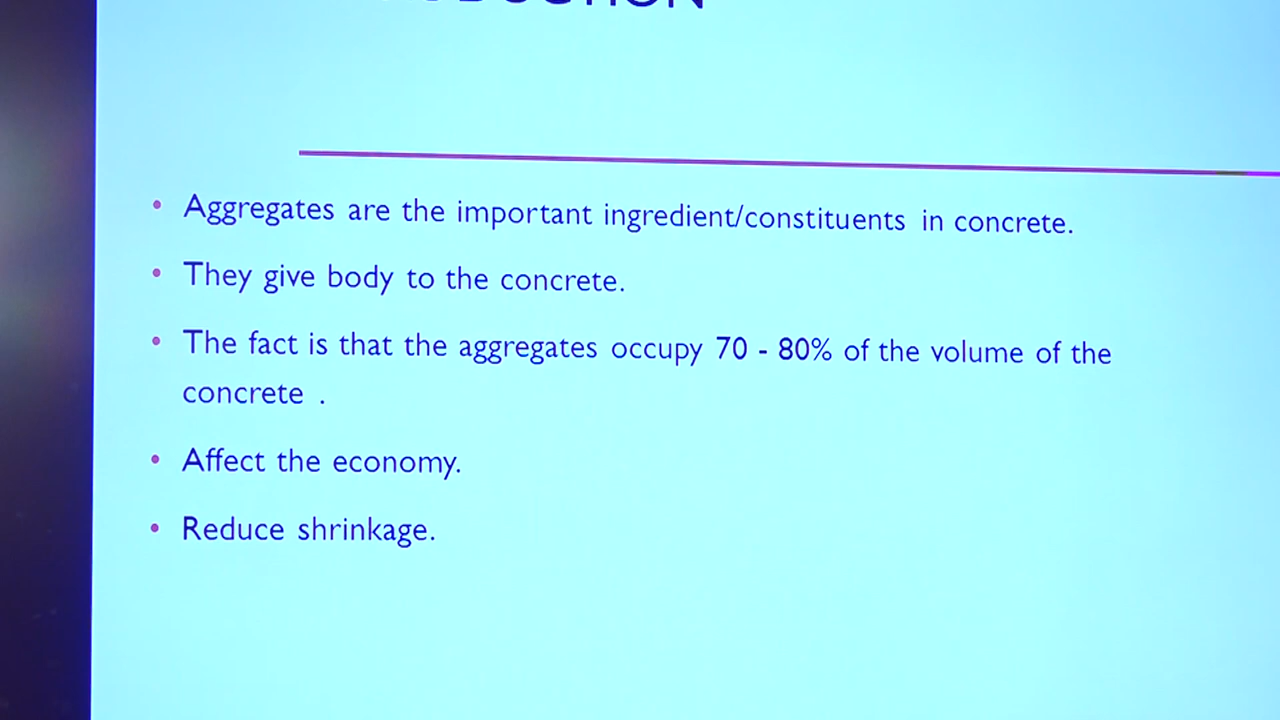 • Aggregates are the important ingredient/constituents in concrete.
• They give body to the concrete.
• The fact is that the aggregates occupy 70 - 80% of the volume of the
concrete .
• Affect the economy.
• Reduce shrinkage.